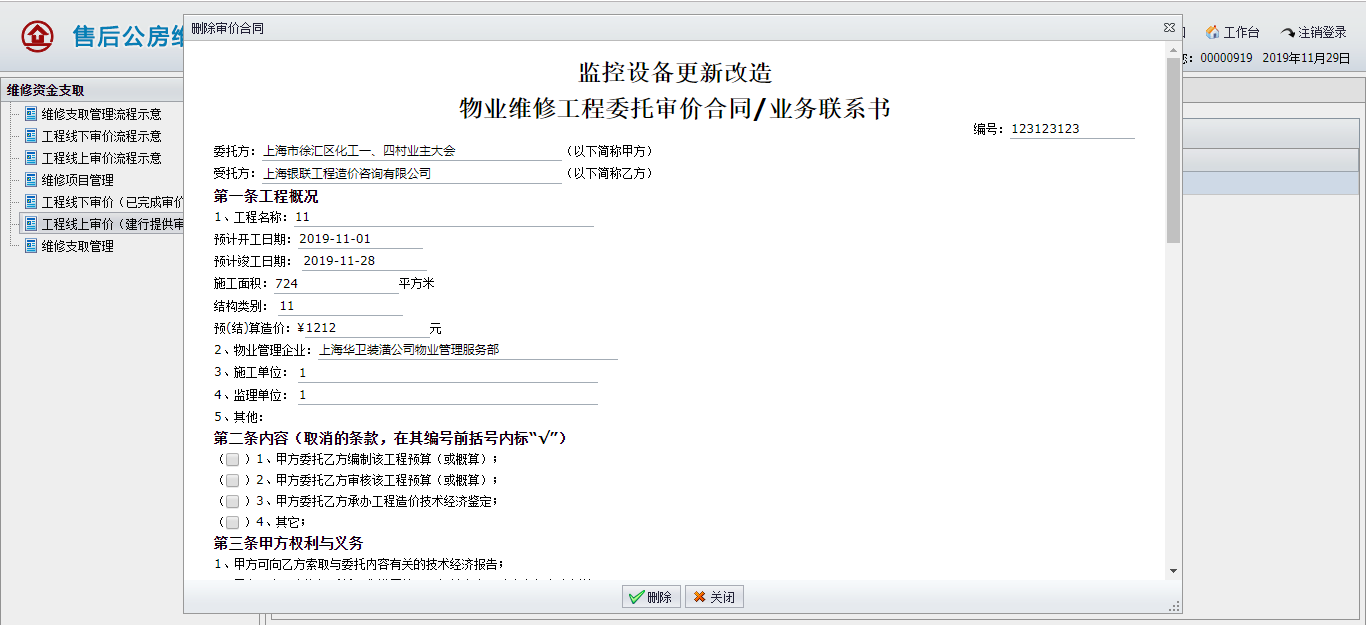 售后公房维
工作台
注销登录
00000919 2019年11月29日
维修资金支取
维修支取管理流程示意
工程线下审价流程示意
工程线上审价流程示意
维修项目管理
工程线下审价（已完成审价
工程线上审价（建行提供审
维修支取管理
删除审价合同
监控设备更新改造
物业维修工程委托审价合同/业务联系书
编号：123123123
委托方：上海市徐汇区化工一、四村业主大会（以下简称甲方）
受托方：上海银联工程造价咨询有限公司（以下简称乙方）
第一条工程概况
1、工程名称：11
预计开工日期：2019-11-01
预计竣工日期：2019-11-28
施工面积：724平方米
结构类别：11
预(结)算造价：¥1212元
2、物业管理企业：上海华卫装潢公司物业管理服务部
3、施工单位：1
4、监理单位：1
5、其他：
第二条内容（取消的条款，在其编号前括号内标“√”）
（ ）1、甲方委托乙方编制该工程预算（或概算）；
（ ）2、甲方委托乙方审核该工程预算（或概算）；
（ ）3、甲方委托乙方承办工程造价技术经济鉴定；
（ ）4、其它；
第三条甲方权利与义务
1、甲方可向乙方索取与委托内容有关的技术经济报告；
删除
关闭